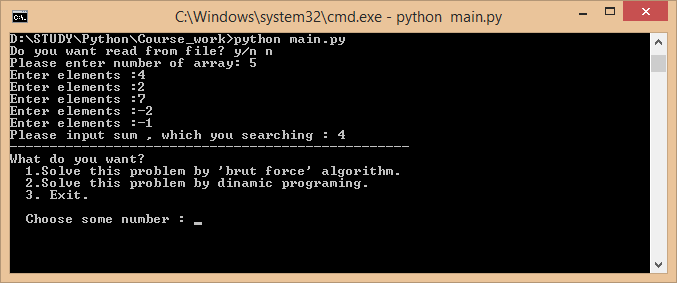 C:\Windows\system32\cmd.exe - python main.py
D:\STUDY\Python\Course_work>python main.py
Do you want read from file? y/n n
Please enter number of array: 5
Enter elements :4
Enter elements :2
Enter elements :7
Enter elements :-2
Enter elements :-1
Please input sum , which you searching : 4
--------------------------------------------------
What do you want?
1.Solve this problem by 'brut force' algorithm.
2.Solve this problem by dinamic programing.
3. Exit.
Choose some number : _